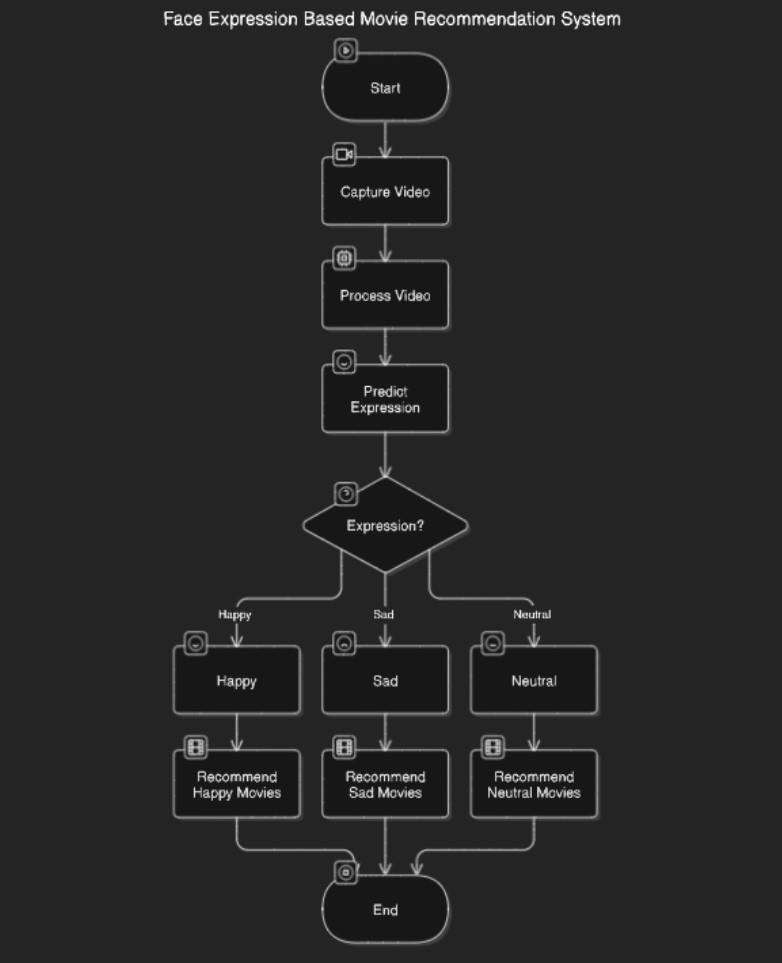 Face Expression Based Movie Recommendation System
Start
Capture Video
Process Video
Predict
Expression
Expression?
Happy
Sad
Neutral
Happy
Sad
Neutral
Recommend
Happy Movies
Recommend
Sad Movies
Recommend
Neutral Movies
End